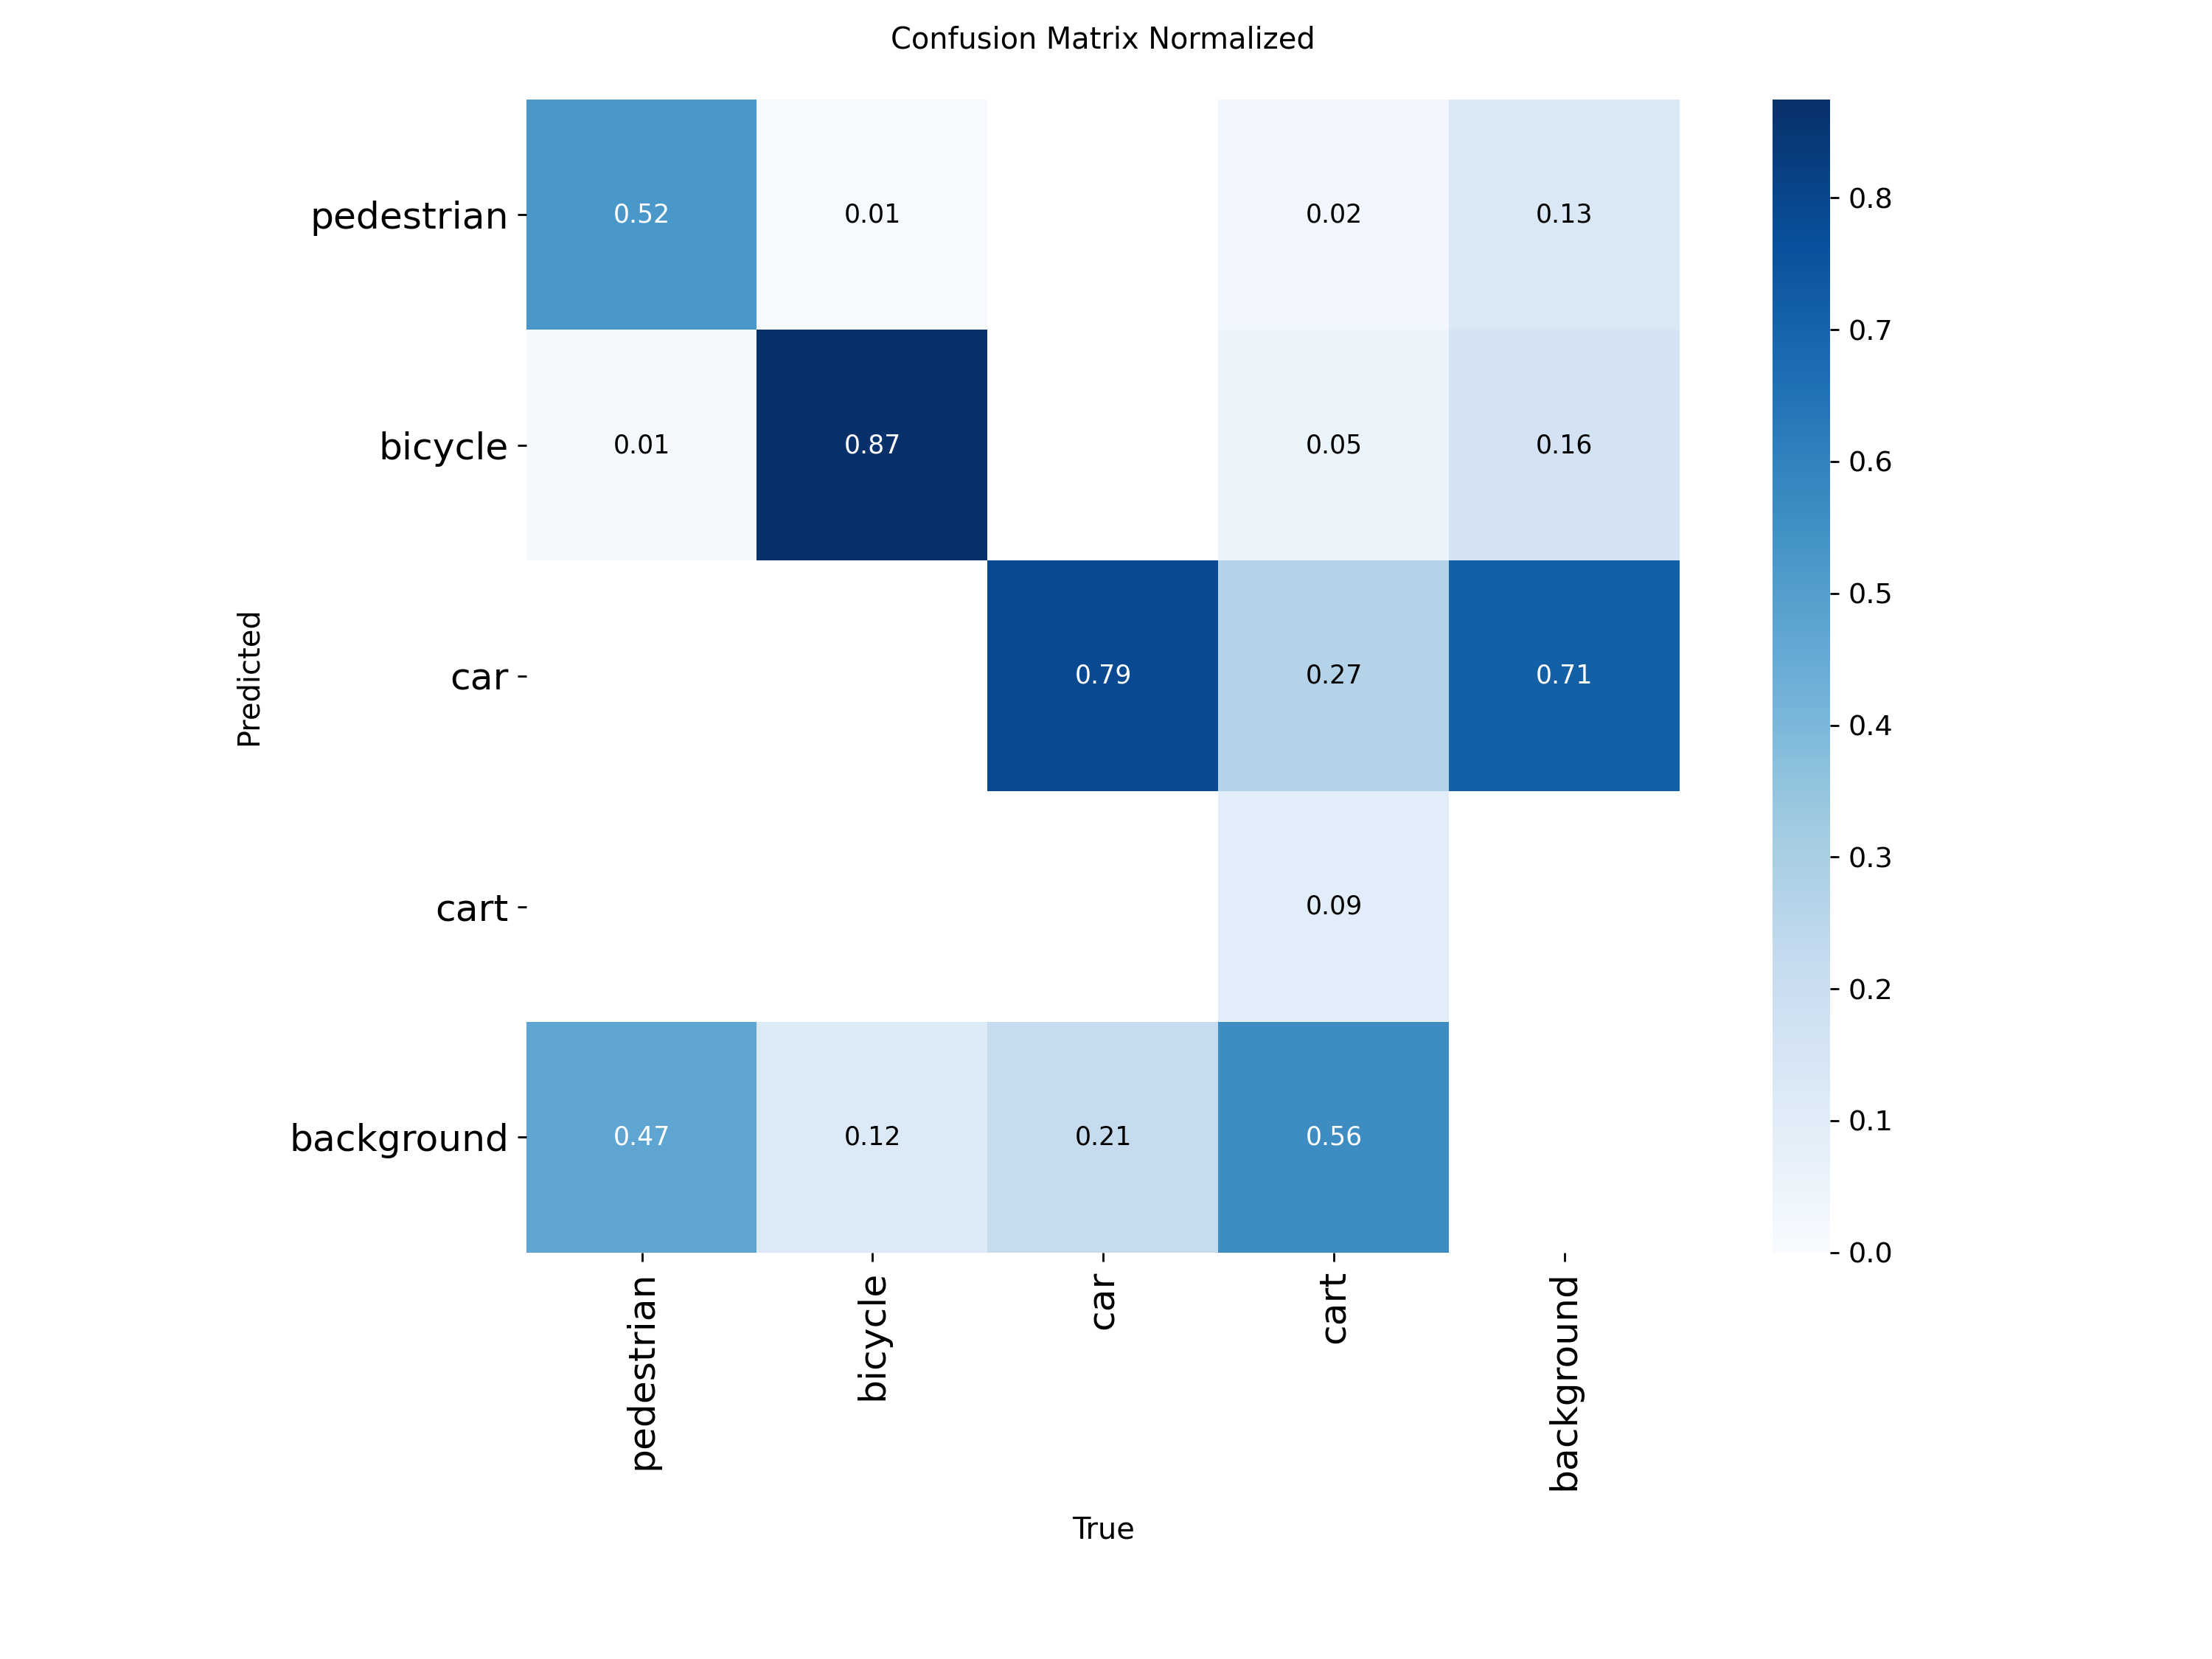 Confusion Matrix Normalized
pedestrian 0.52 0.01 0.02 0.13
bicycle 0.01 0.87 0.05 0.16
car 0.79 0.27 0.71
cart 0.09
background 0.47 0.12 0.21 0.56
pedestrian bicycle car cart background
Predicted
True
0.8
0.7
0.6
0.5
0.4
0.3
0.2
0.1
0.0